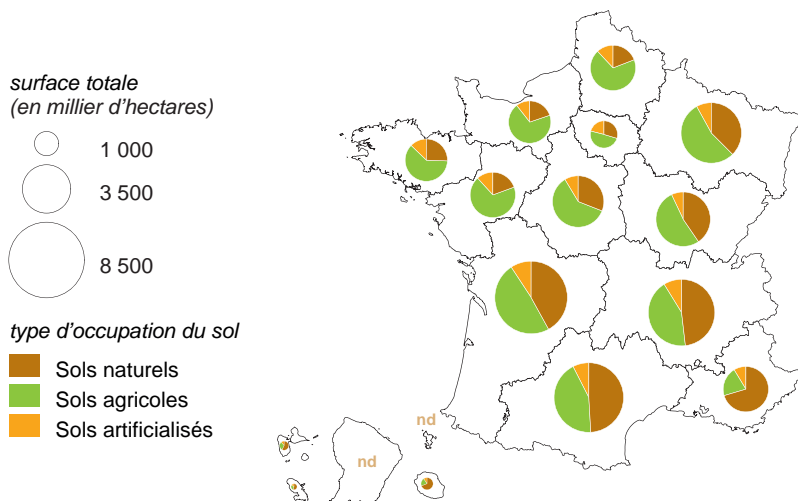 surface totale
(en millier d'hectares)
1 000
3 500
8 500
type d'occupation du sol
Sols naturels
Sols agricoles
Sols artificialisés
nd
nd